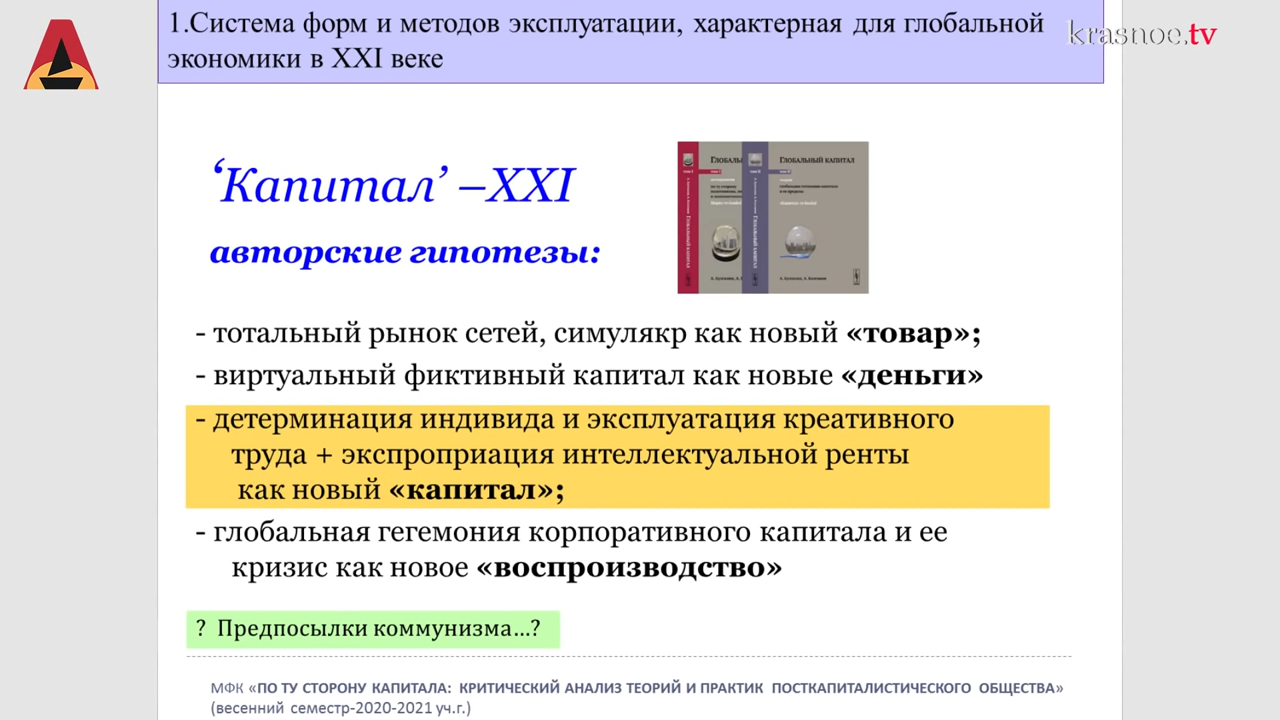 1.Система форм и методов эксплуатации, характерная для глобальной
экономики в XXI веке
krasnoe.tv
‘Капитал’ –XXI
авторские гипотезы:
ГЛОБАЛЬНЫЙ КАПИТАЛ
- тотальный рынок сетей, симулякр как новый «товар»;
- виртуальный фиктивный капитал как новые «деньги»
- детерминация индивида и эксплуатация креативного
труда + экспроприация интеллектуальной ренты
как новый «капитал»;
- глобальная гегемония корпоративного капитала и ее
кризис как новое «воспроизводство»
? Предпосылки коммунизма…?
МФК «ПО ТУ СТОРОНУ КАПИТАЛА: КРИТИЧЕСКИЙ АНАЛИЗ ТЕОРИЙ И ПРАКТИК ПОСТКАПИТАЛИСТИЧЕСКОГО ОБЩЕСТВА»
(весенний семестр-2020-2021 уч.г.)